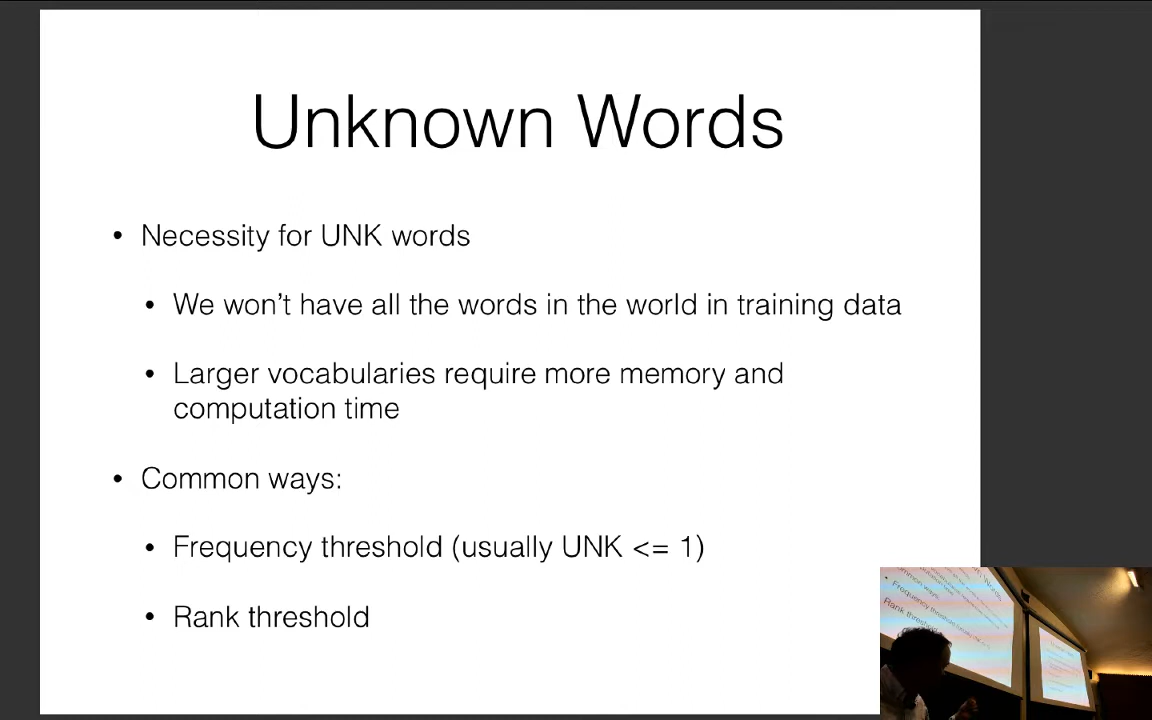 Unknown Words
• Necessity for UNK words
• We won't have all the words in the world in training data
• Larger vocabularies require more memory and
computation time
• Common ways:
• Frequency threshold (usually UNK <= 1)
• Rank threshold